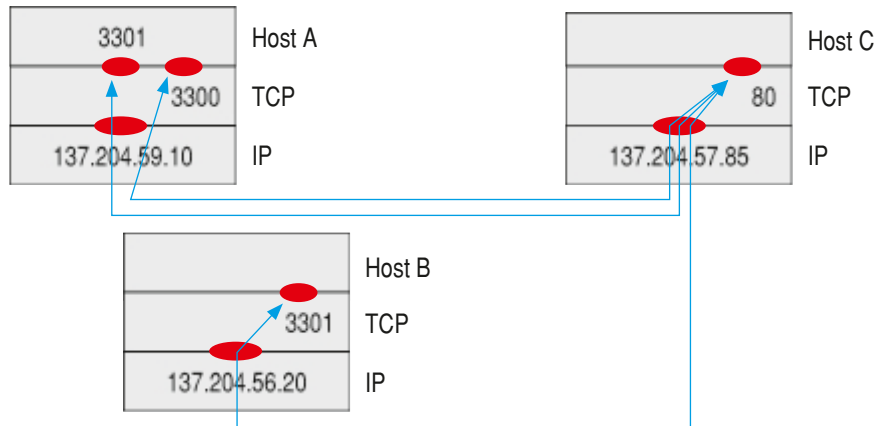 3301
Host A
3300
TCP
137.204.59.10
IP
Host C
80
TCP
137.204.57.85
IP
Host B
3301
TCP
137.204.56.20
IP